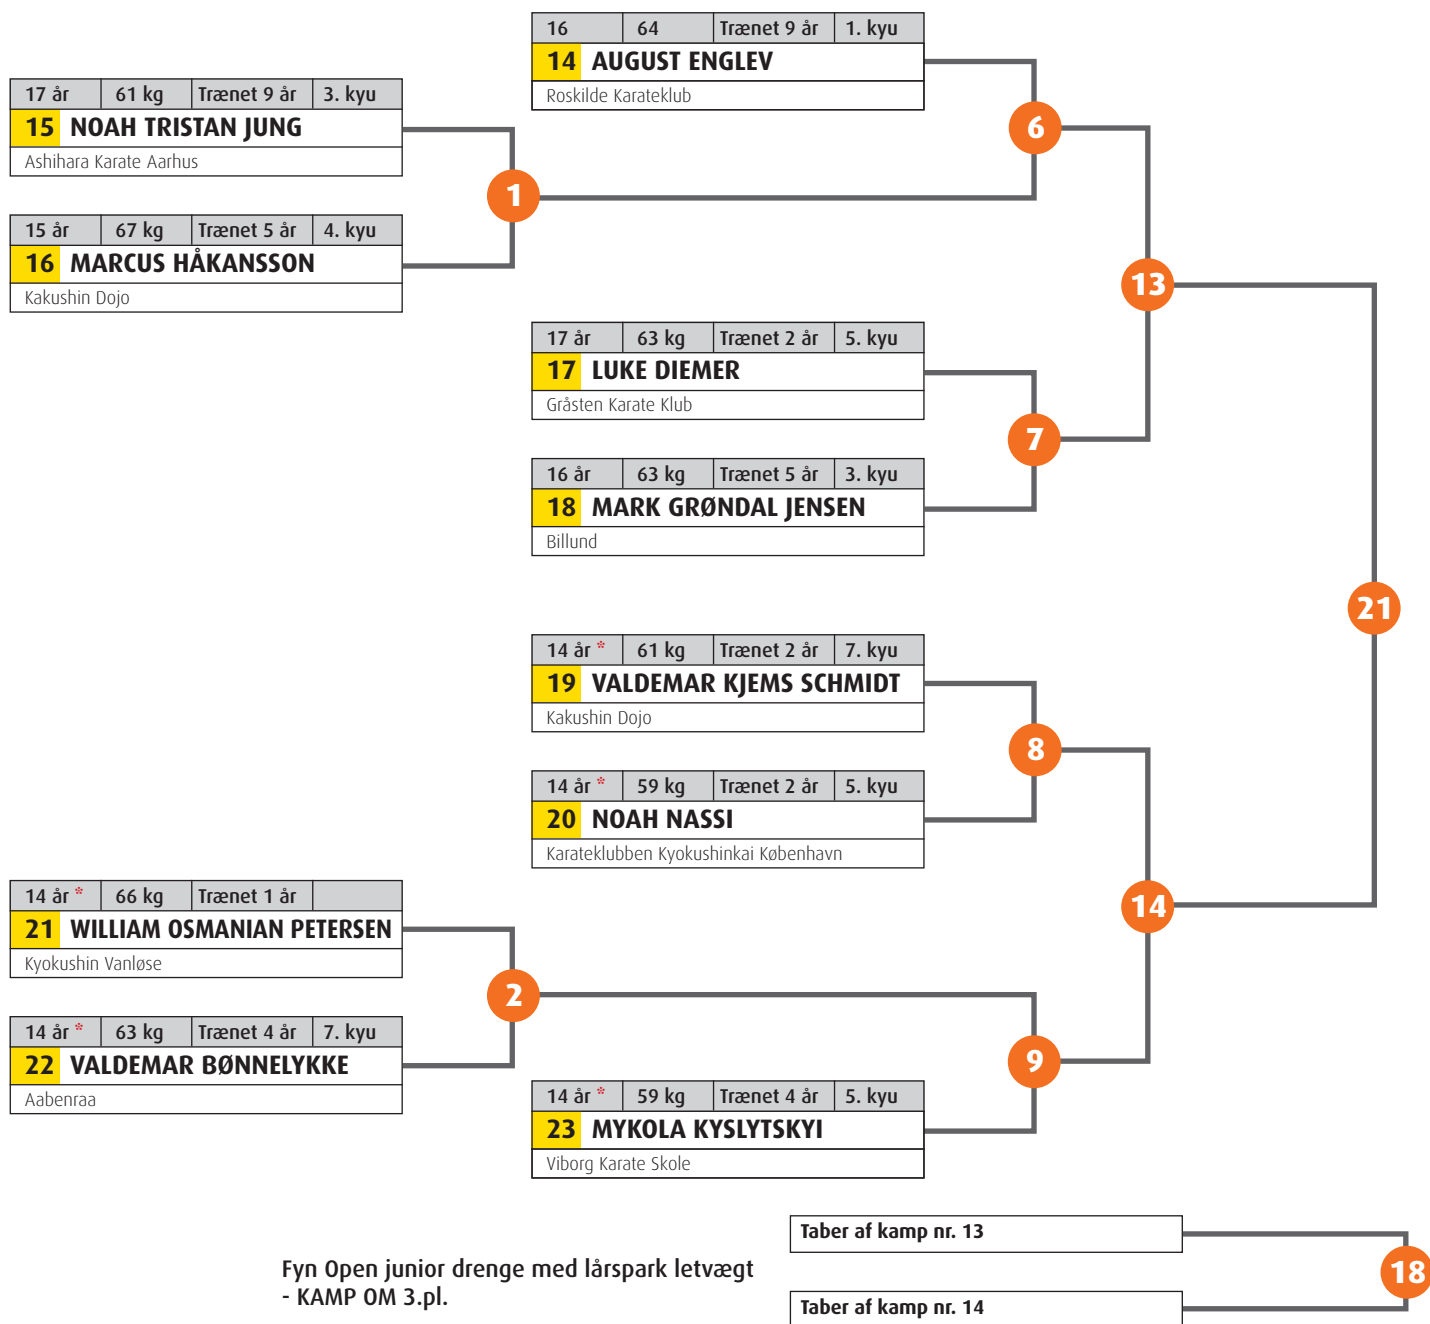 16 64 Trænet 9 år 1. kyu
14 AUGUST ENGLEV
Roskilde Karateklub
17 år 61 kg Trænet 9 år 3. kyu
15 NOAH TRISTAN JUNG
Ashihara Karate Aarhus
6
1
15 år 67 kg Trænet 5 år 4. kyu
16 MARCUS HÅKANSSON
Kakushin Dojo
13
17 år 63 kg Trænet 2 år 5. kyu
17 LUKE DIEMER
Gråsten Karate Klub
7
16 år 63 kg Trænet 5 år 3. kyu
18 MARK GRØNDAL JENSEN
Billund
21
14 år * 61 kg Trænet 2 år 7. kyu
19 VALDEMAR KJEMS SCHMIDT
Kakushin Dojo
8
14 år * 59 kg Trænet 2 år 5. kyu
20 NOAH NASSI
Karateklubben Kyokushinkai København
14 år * 66 kg Trænet 1 år
21 WILLIAM OSMANIAN PETERSEN
Kyokushin Vanløse
14
2
14 år * 63 kg Trænet 4 år 7. kyu
22 VALDEMAR BØNNELYKKE
Aabenraa
9
14 år * 59 kg Trænet 4 år 5. kyu
23 MYKOLA KYSLYTSKYI
Viborg Karate Skole
Taber af kamp nr. 13
Fyn Open junior drenge med lårspark letvægt
- KAMP OM 3.pl.
18
Taber af kamp nr. 14